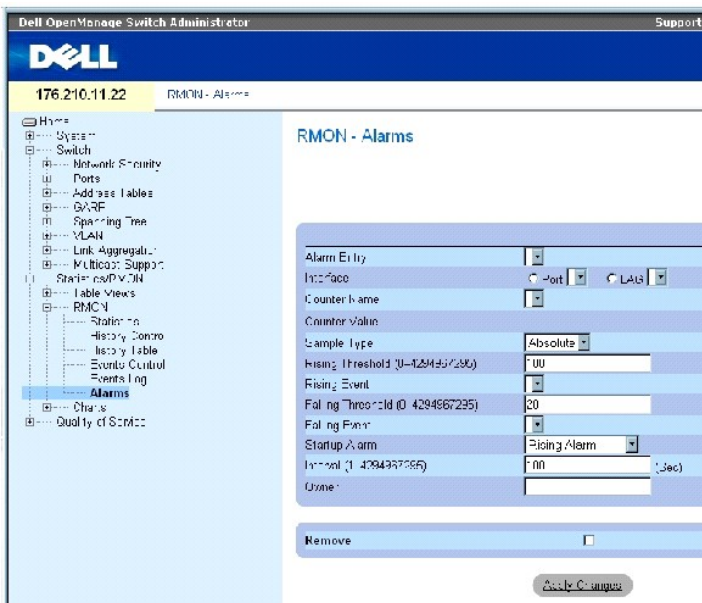 Dell OpenManage Switch Administrator
Support
DELL
176.210.11.22
RMON - Alarms
Home
System
Switch
Network Security
Ports
Address Tables
GARP
Spanning Tree
VLAN
Link Aggregation
Multicast Support
Statistics/RMON
Table Views
RMON
Statistics
History Control
History Table
Events Control
Events Log
Alarms
Charts
Quality of Service
RMON - Alarms
Alarm Entry
Interface
Port
LAG
Counter Name
Counter Value
Sample Type
Absolute
Rising Threshold (0-4294967295)
100
Rising Event
Falling Threshold (0-4294967295)
20
Falling Event
Startup Alarm
Rising Alarm
Interval (1-4294967295)
100
(Sec)
Owner
Remove
Apply Changes